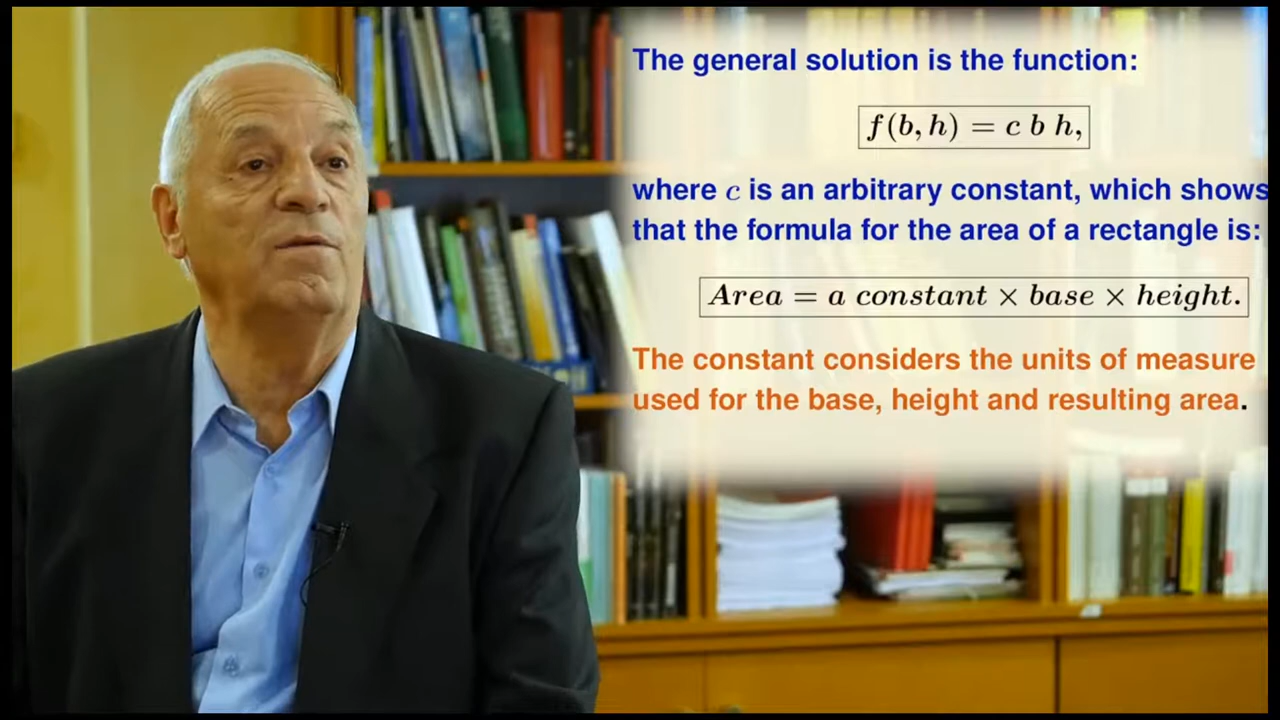 The general solution is the function:
f(b, h) = c b h,
where c is an arbitrary constant, which shows
that the formula for the area of a rectangle is:
Area = a constant × base × height.
The constant considers the units of measure
used for the base, height and resulting area.